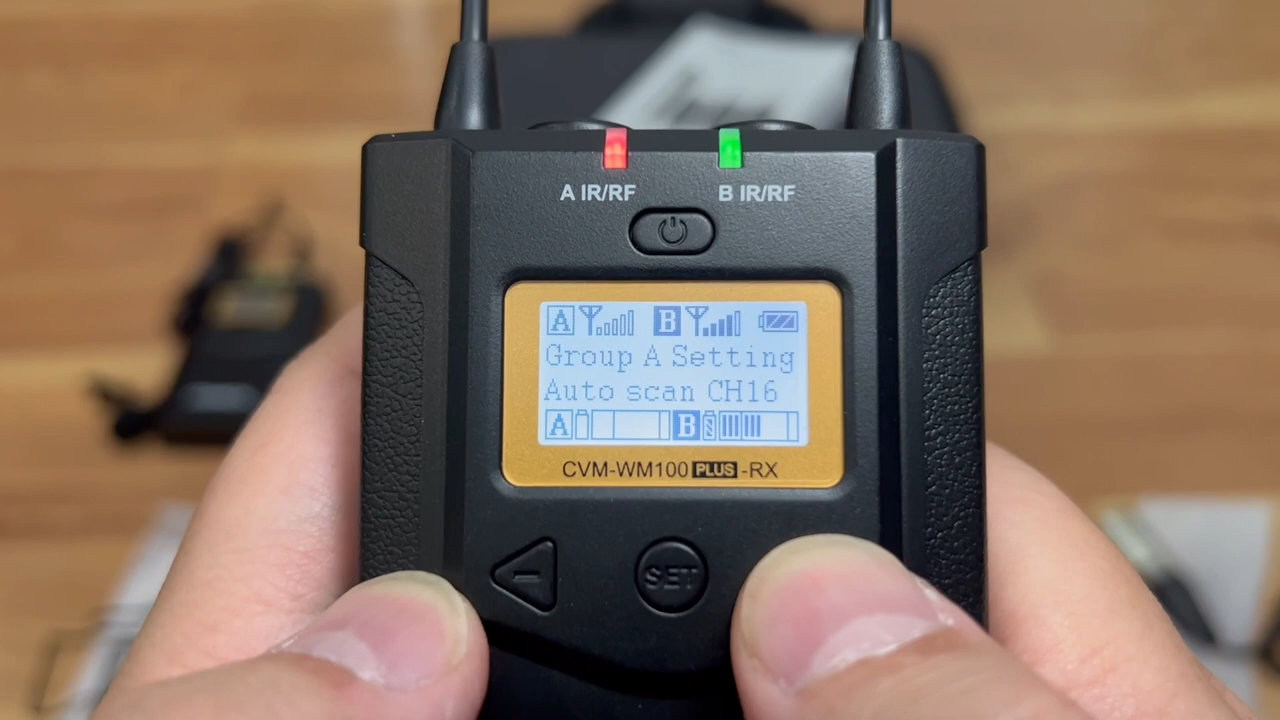 A IR/RF B IR/RF
A B
Group A Setting
Auto scan CH16
A B
CVM-WM100 PLUS -RX
SET